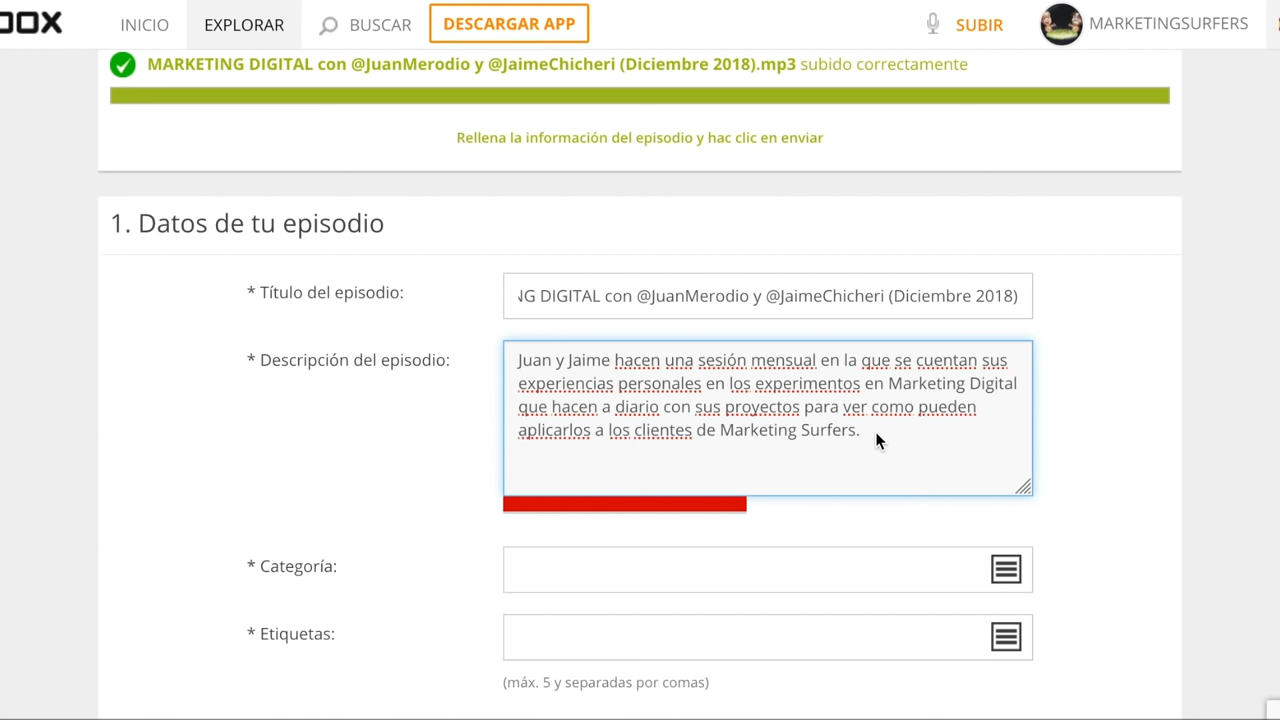 INICIO EXPLORAR BUSCAR DESCARGAR APP SUBIR MARKETINGSURFERS
MARKETING DIGITAL con @JuanMerodio y @JaimeChicheri (Diciembre 2018).mp3 subido correctamente
Rellena la información del episodio y hac clic en enviar
1. Datos de tu episodio
* Título del episodio:
NG DIGITAL con @JuanMerodio y @JaimeChicheri (Diciembre 2018)
* Descripción del episodio:
Juan y Jaime hacen una sesión mensual en la que se cuentan sus
experiencias personales en los experimentos en Marketing Digital
que hacen a diario con sus proyectos para ver como pueden
aplicarlos a los clientes de Marketing Surfers.
* Categoría:
* Etiquetas:
(máx. 5 y separadas por comas)